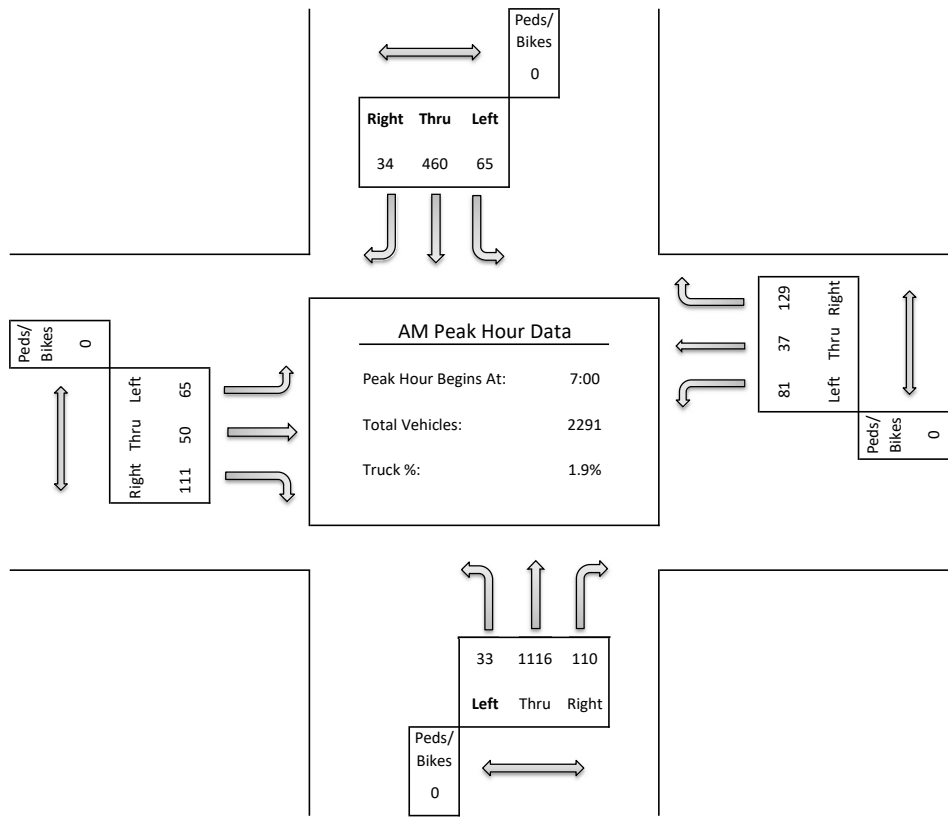 Peds/
Bikes
0
Right Thru Left
34 460 65
129 Right
37 Thru
81 Left
Peds/
Bikes
0
AM Peak Hour Data
Peak Hour Begins At: 7:00
Total Vehicles: 2291
Truck %: 1.9%
Peds/
Bikes
0
Left 65
Thru 50
Right 111
33 1116 110
Left Thru Right
Peds/
Bikes
0